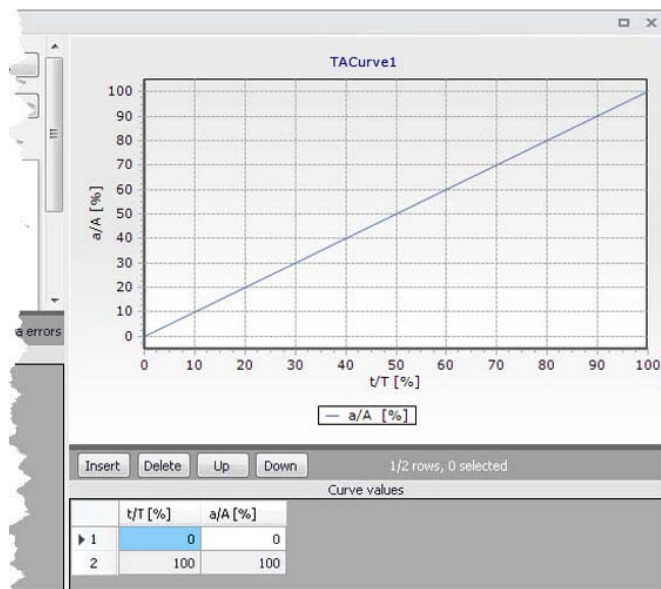 TACurve1
100
90
80
70
60
50
40
30
20
10
0
a/A [%]
0 10 20 30 40 50 60 70 80 90 100
t/T [%]
a/A [%]
a errors
Insert Delete Up Down 1/2 rows, 0 selected
Curve values
t/T [%] a/A [%]
1 0 0
2 100 100